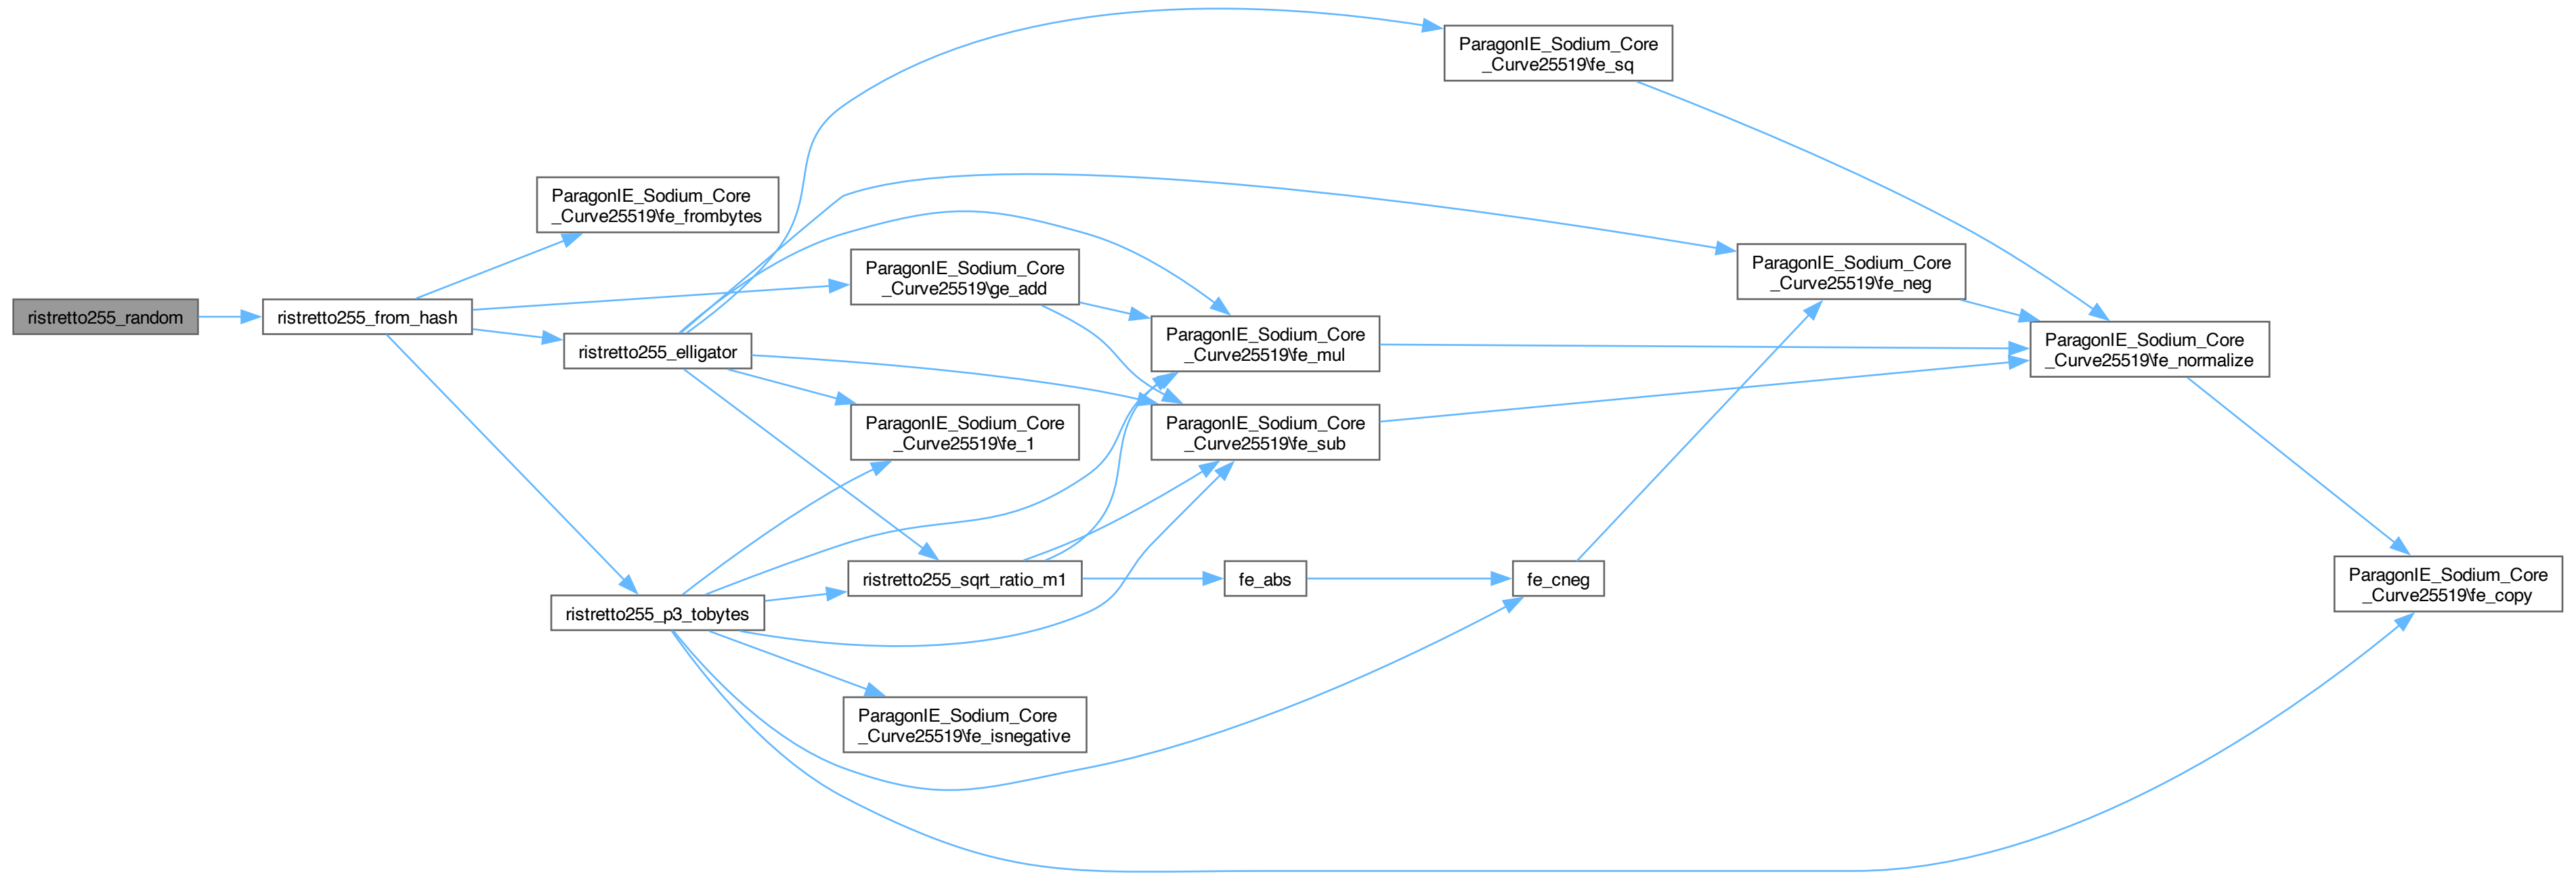 ristretto255_random
ristretto255_from_hash
ParagonIE_Sodium_Core
_Curve25519\fe_frombytes
ristretto255_elligator
ristretto255_p3_tobytes
ParagonIE_Sodium_Core
_Curve25519\ge_add
ParagonIE_Sodium_Core
_Curve25519\fe_1
ristretto255_sqrt_ratio_m1
ParagonIE_Sodium_Core
_Curve25519\fe_isnegative
ParagonIE_Sodium_Core
_Curve25519\fe_mul
ParagonIE_Sodium_Core
_Curve25519\fe_sub
fe_abs
ParagonIE_Sodium_Core
_Curve25519\fe_sq
fe_cneg
ParagonIE_Sodium_Core
_Curve25519\fe_neg
ParagonIE_Sodium_Core
_Curve25519\fe_normalize
ParagonIE_Sodium_Core
_Curve25519\fe_copy